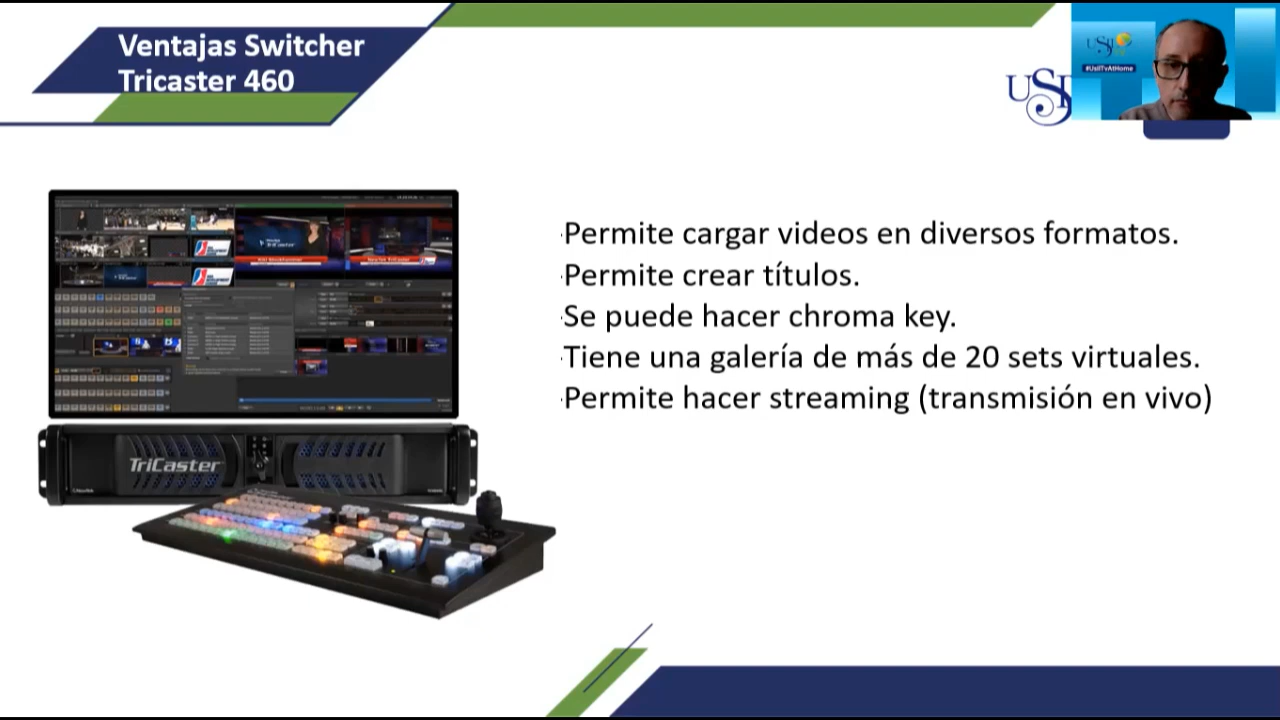 Ventajas Switcher
Tricaster 460
USIL
#UsilTvAtHome
·Permite cargar videos en diversos formatos.
·Permite crear títulos.
·Se puede hacer chroma key.
·Tiene una galería de más de 20 sets virtuales.
·Permite hacer streaming (transmisión en vivo)
TriCaster